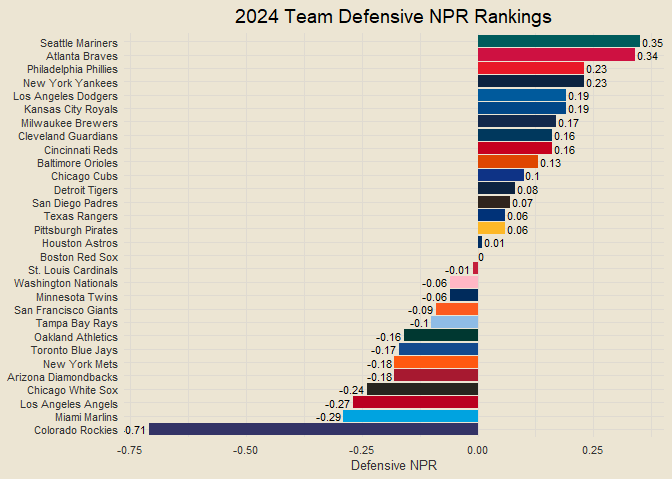 2024 Team Defensive NPR Rankings
Seattle Mariners 0.35
Atlanta Braves 0.34
Philadelphia Phillies 0.23
New York Yankees 0.23
Los Angeles Dodgers 0.19
Kansas City Royals 0.19
Milwaukee Brewers 0.17
Cleveland Guardians 0.16
Cincinnati Reds 0.16
Baltimore Orioles 0.13
Chicago Cubs 0.1
Detroit Tigers 0.08
San Diego Padres 0.07
Texas Rangers 0.06
Pittsburgh Pirates 0.06
Houston Astros 0.01
Boston Red Sox 0
St. Louis Cardinals -0.01
Washington Nationals -0.06
Minnesota Twins -0.06
San Francisco Giants -0.09
Tampa Bay Rays -0.1
Oakland Athletics -0.16
Toronto Blue Jays -0.17
New York Mets -0.18
Arizona Diamondbacks -0.18
Chicago White Sox -0.24
Los Angeles Angels -0.27
Miami Marlins -0.29
Colorado Rockies -0.71
-0.75 -0.50 -0.25 0.00 0.25
Defensive NPR